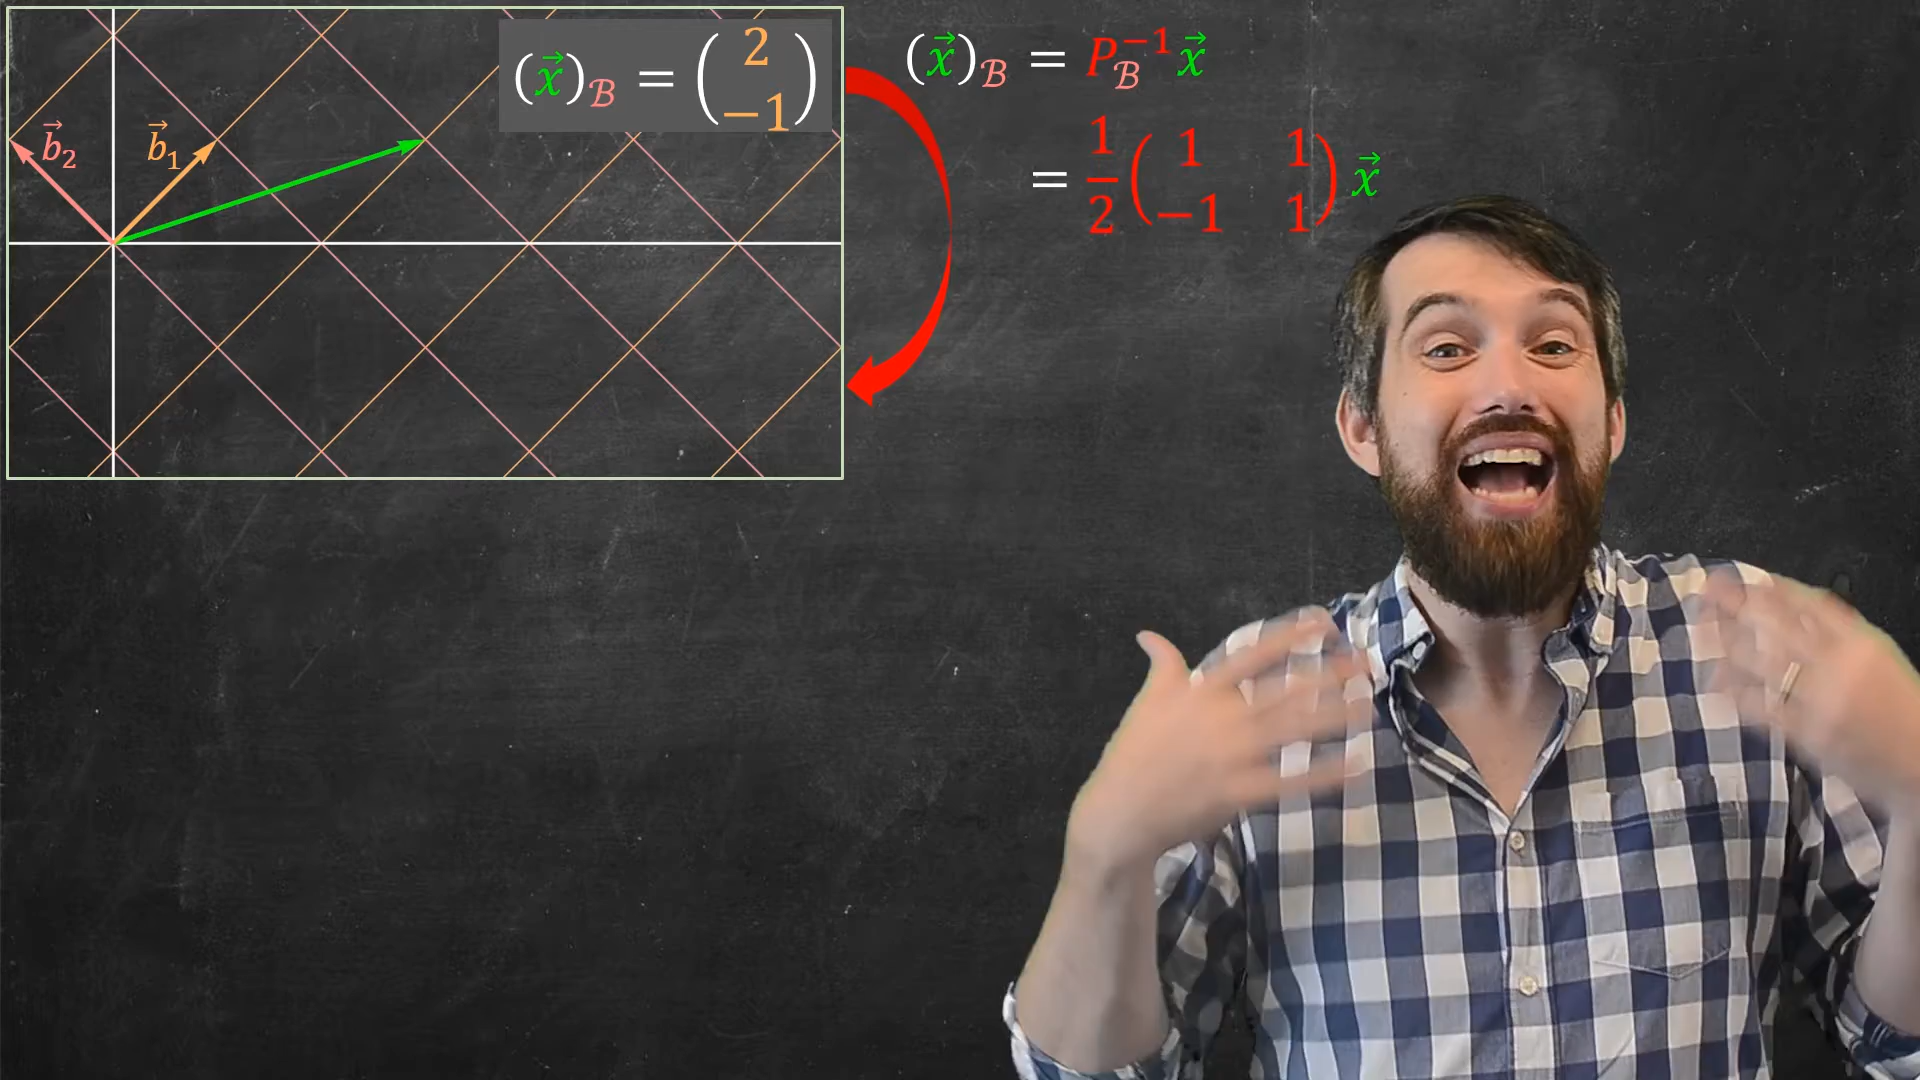 (x⃗)_ℬ = (2
−1)
b⃗₂ b⃗₁
(x⃗)_ℬ = P_ℬ⁻¹ x⃗
= 1/2 (1 1
−1 1) x⃗